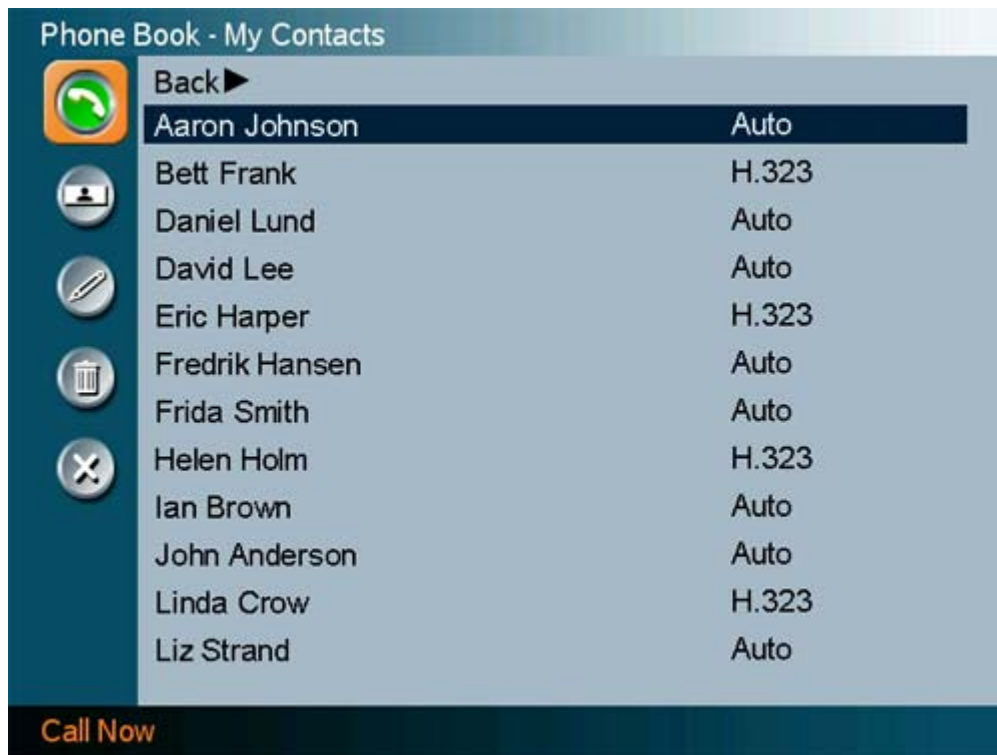 Phone Book - My Contacts
Back▶
Aaron Johnson Auto
Bett Frank H.323
Daniel Lund Auto
David Lee Auto
Eric Harper H.323
Fredrik Hansen Auto
Frida Smith Auto
Helen Holm H.323
Ian Brown Auto
John Anderson Auto
Linda Crow H.323
Liz Strand Auto
Call Now